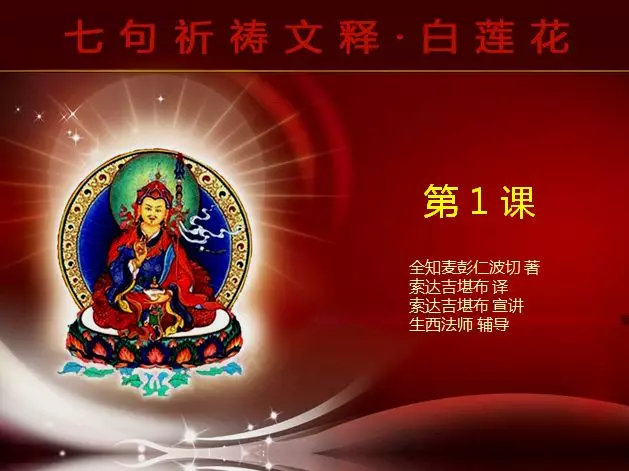 七句祈祷文释·白莲花
第1课
全知麦彭仁波切 著
索达吉堪布 译
索达吉堪布 宣讲
生西法师 辅导